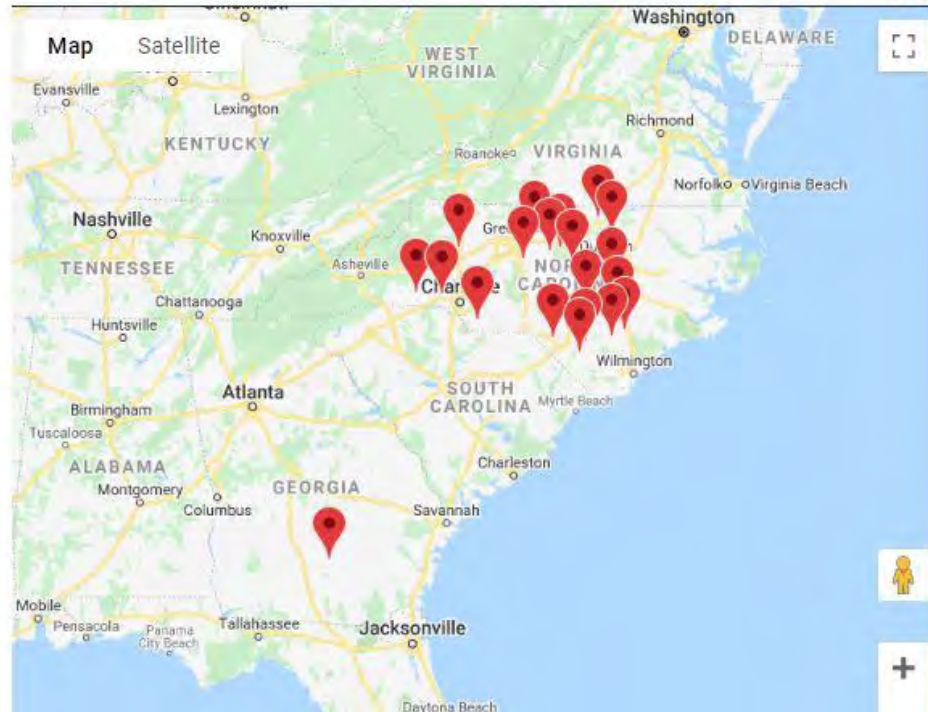 Washington
Map Satellite
DELAWARE
WEST
VIRGINIA
Evansville
Lexington
Richmond
KENTUCKY
Roanoke
VIRGINIA
Norfolk
Virginia Beach
Nashville
Knoxville
TENNESSEE
Asheville
Chattanooga
Huntsville
Wilmington
Atlanta
SOUTH
CAROLINA
Myrtle Beach
Birmingham
Tuscaloosa
Charleston
ALABAMA
GEORGIA
Montgomery
Columbus
Savannah
Mobile
Pensacola
Panama
City Beach
Tallahassee
Jacksonville
Daytona Beach